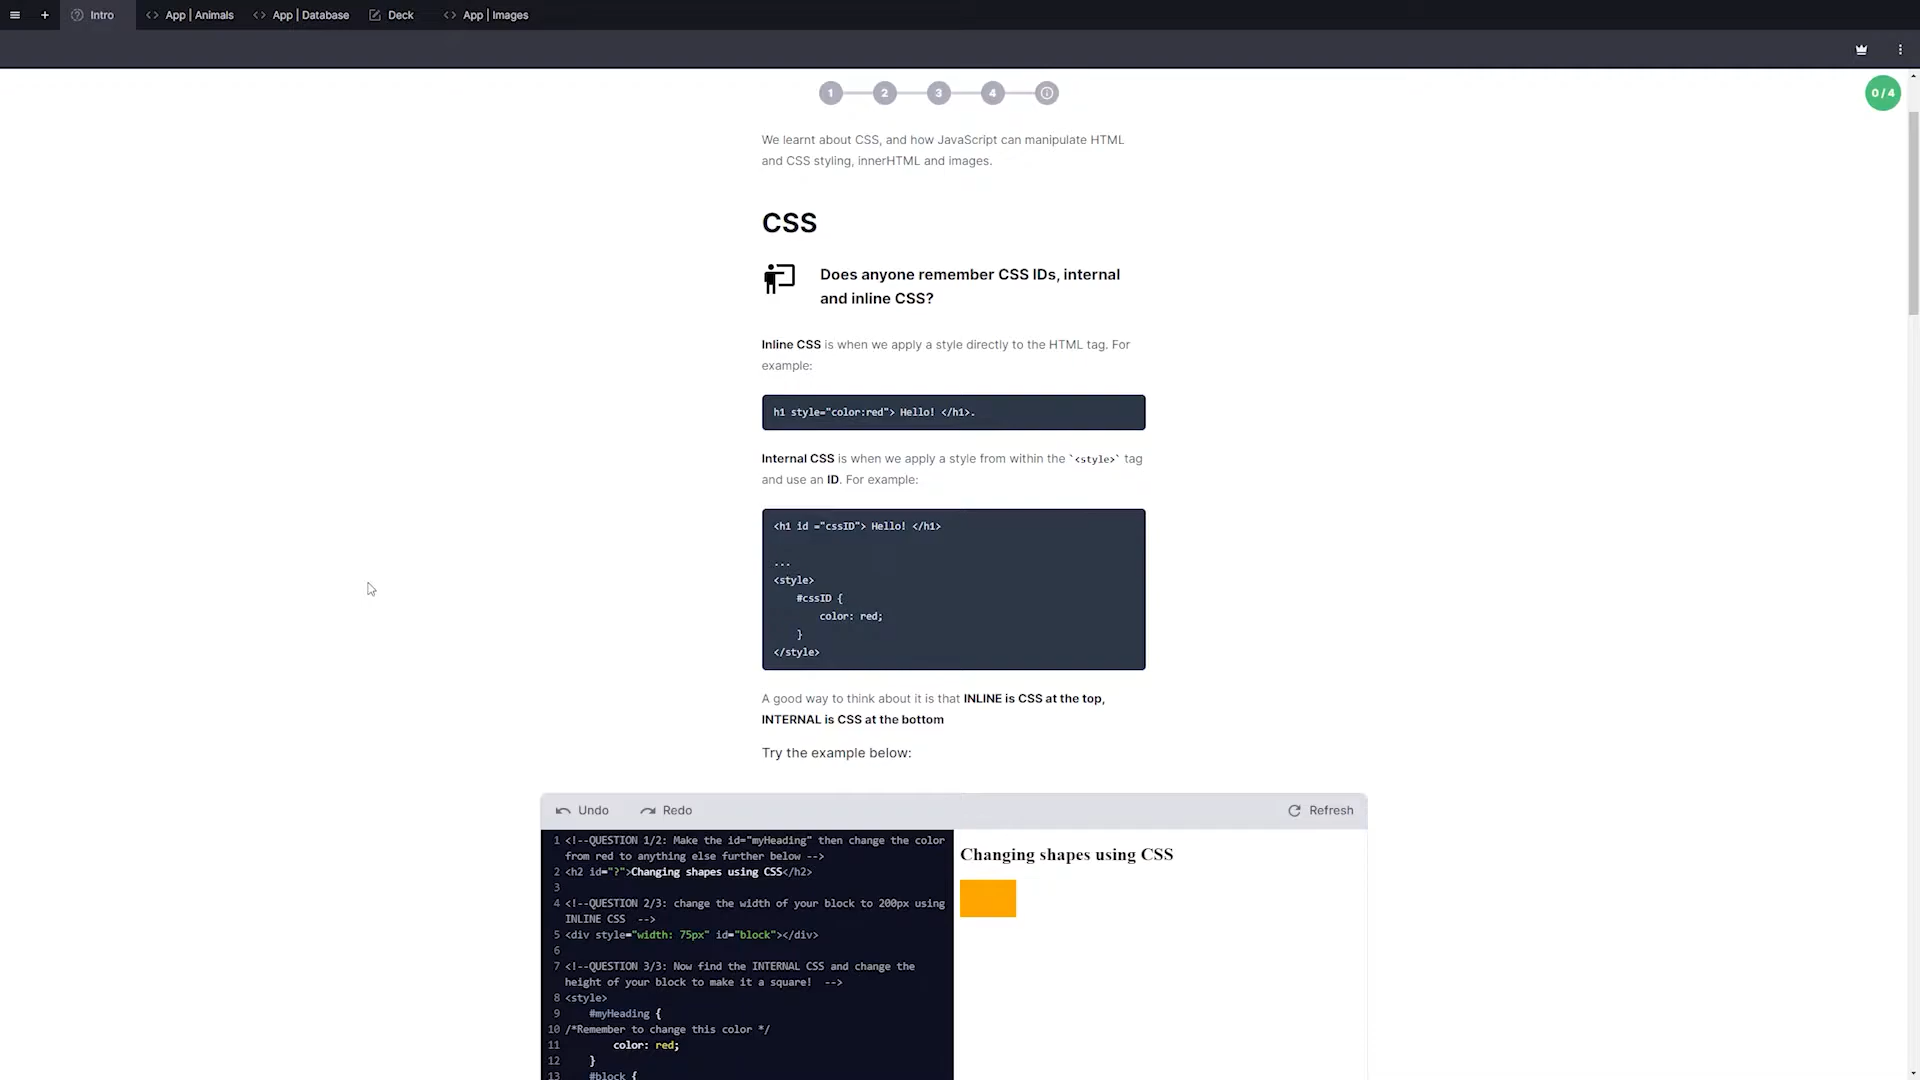 Intro
App | Animals
App | Database
Deck
App | Images
1
2
3
4
0 / 4
We learnt about CSS, and how JavaScript can manipulate HTML
and CSS styling, innerHTML and images.
CSS
Does anyone remember CSS IDs, internal
and inline CSS?
Inline CSS is when we apply a style directly to the HTML tag. For
example:
h1 style="color:red"> Hello! </h1>.
Internal CSS is when we apply a style from within the `<style>` tag
and use an ID. For example:
<h1 id ="cssID"> Hello! </h1>
...
<style>
#cssID {
color: red;
}
</style>
A good way to think about it is that INLINE is CSS at the top,
INTERNAL is CSS at the bottom
Try the example below:
Undo
Redo
Refresh
1 <!--QUESTION 1/2: Make the id="myHeading" then change the color
from red to anything else further below -->
2 <h2 id="?">Changing shapes using CSS</h2>
3
4 <!--QUESTION 2/3: change the width of your block to 200px using
INLINE CSS -->
5 <div style="width: 75px" id="block"></div>
6
7 <!--QUESTION 3/3: Now find the INTERNAL CSS and change the
height of your block to make it a square! -->
8 <style>
9 #myHeading {
10 /*Remember to change this color */
11 color: red;
12 }
13 #block {
Changing shapes using CSS